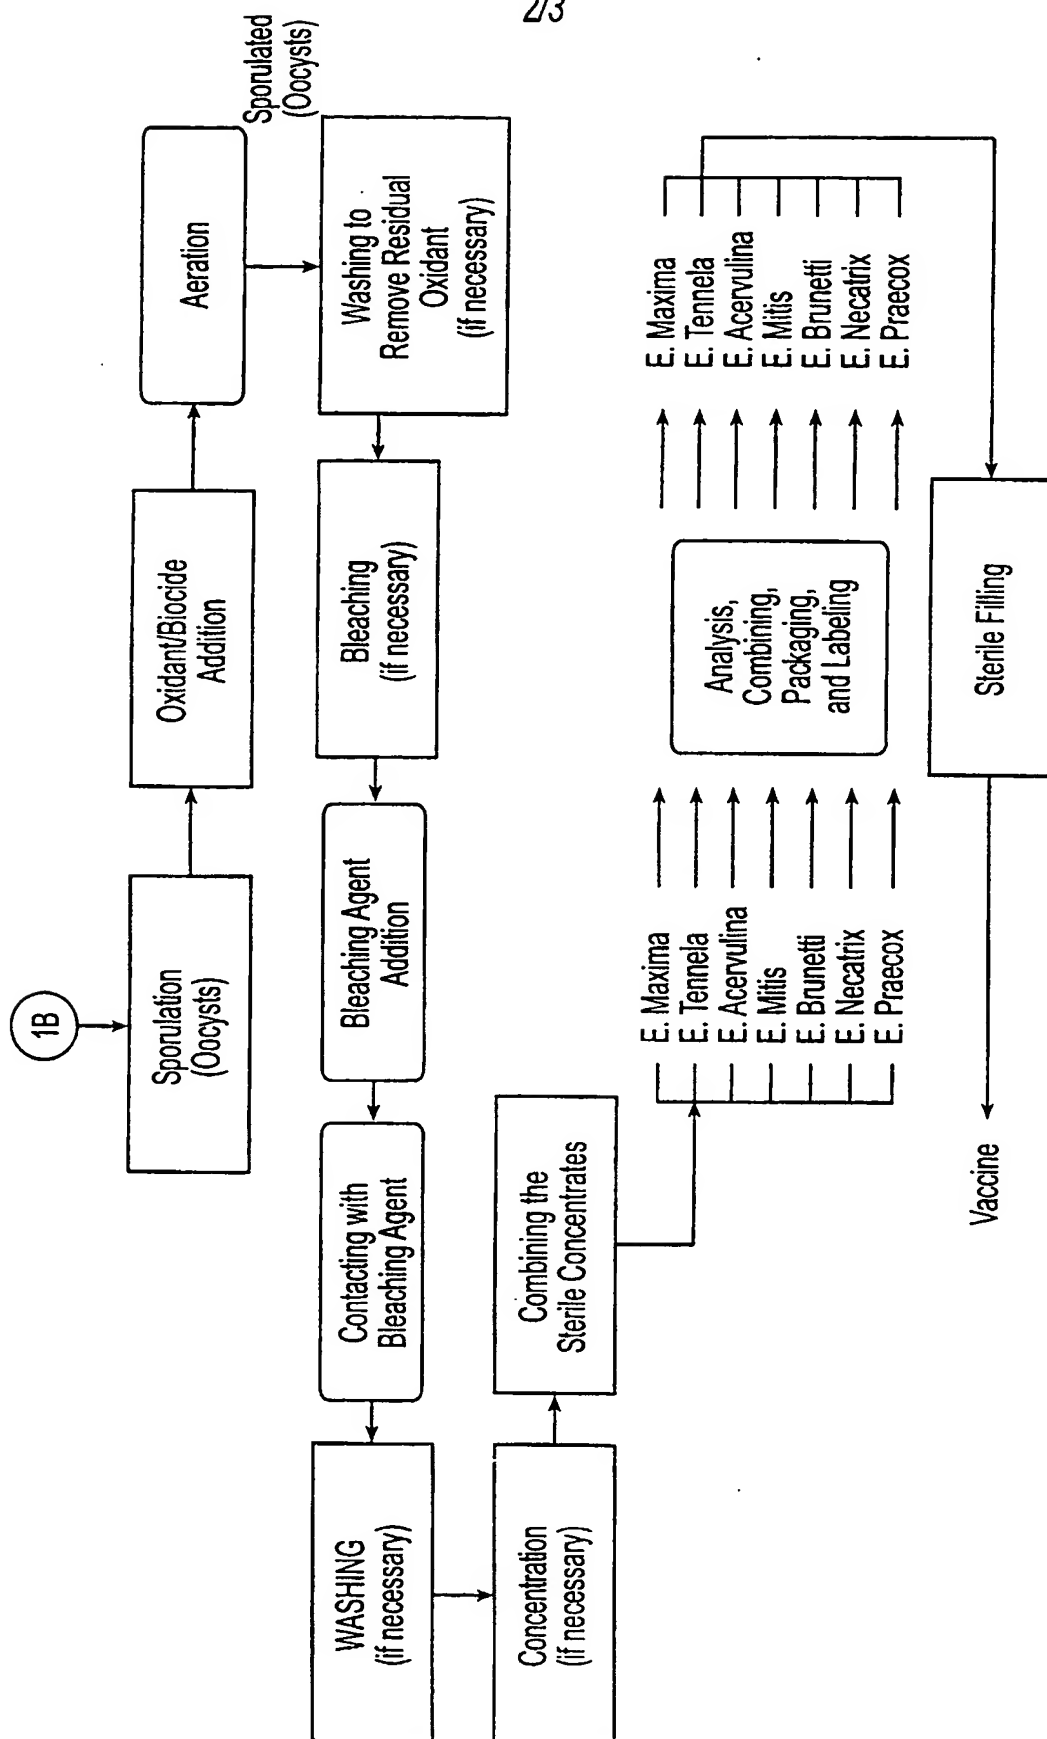 2/3
1B
Sporulation
(Oocysts)
Oxidant/Biocide
Addition
Aeration
Sporulated
(Oocysts)
Washing to
Remove Residual
Oxidant
(if necessary)
Bleaching
(if necessary)
Bleaching Agent
Addition
Contacting with
Bleaching Agent
WASHING
(if necessary)
Concentration
(if necessary)
Combining the
Sterile Concentrates
E. Maxima
E. Tennela
E. Acervulina
E. Mitis
E. Brunetti
E. Necatrix
E. Praecox
Analysis,
Combining,
Packaging,
and Labeling
E. Maxima
E. Tennela
E. Acervulina
E. Mitis
E. Brunetti
E. Necatrix
E. Praecox
Sterile Filling
Vaccine